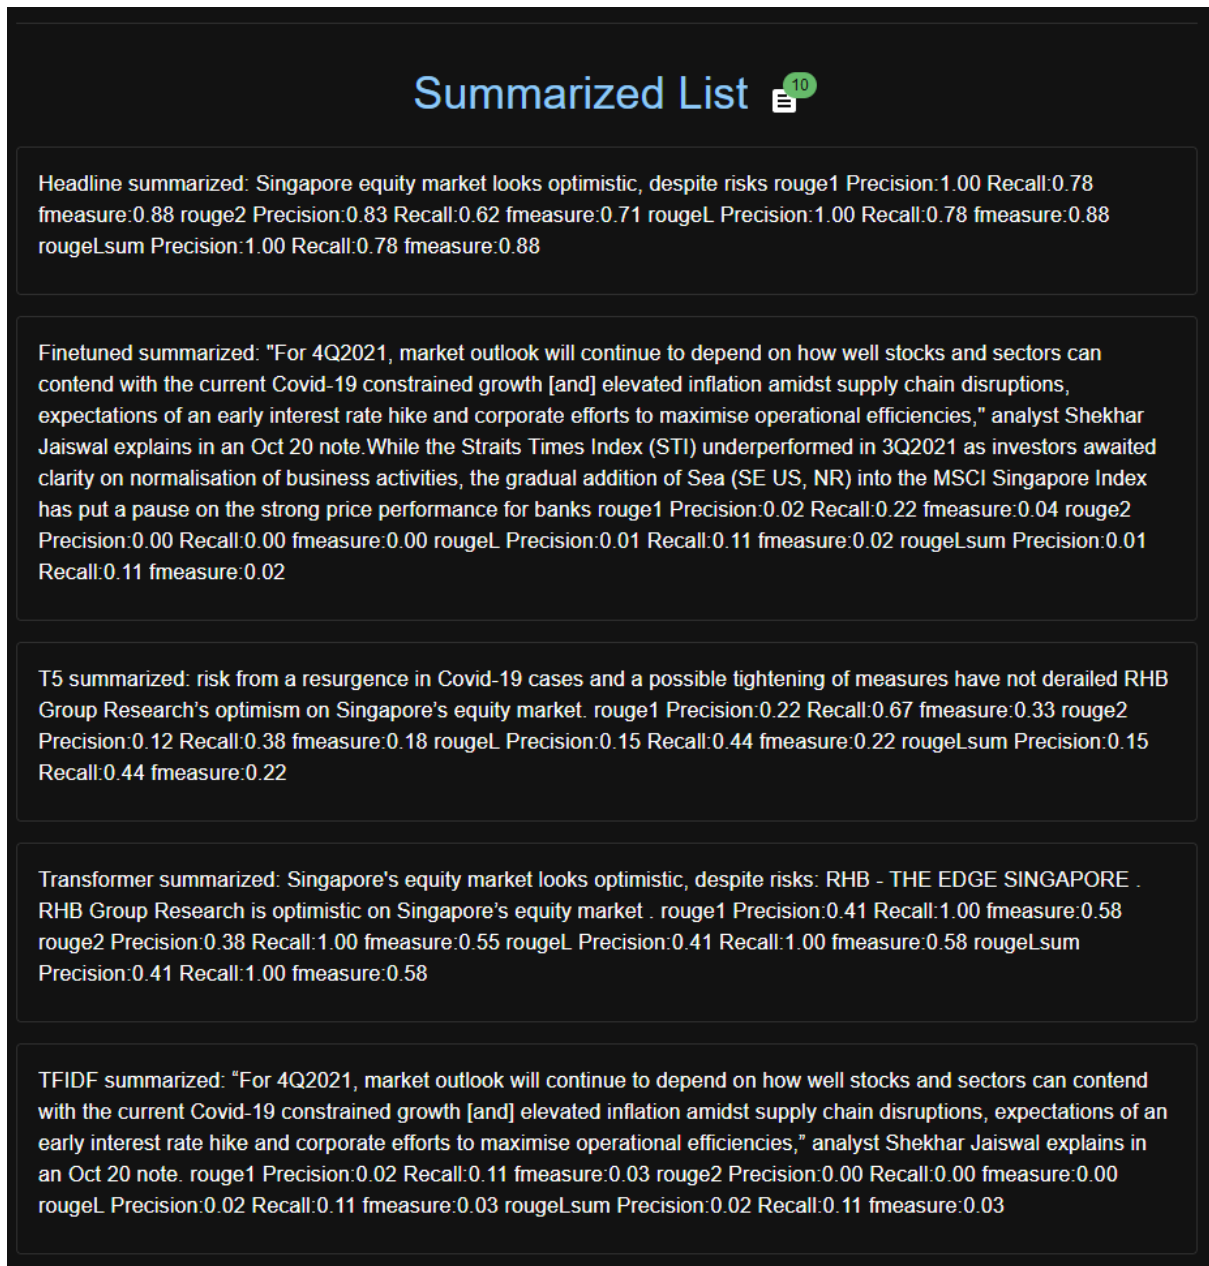 Summarized List 10
Headline summarized: Singapore equity market looks optimistic, despite risks rouge1 Precision:1.00 Recall:0.78
fmeasure:0.88 rouge2 Precision:0.83 Recall:0.62 fmeasure:0.71 rougeL Precision:1.00 Recall:0.78 fmeasure:0.88
rougeLsum Precision:1.00 Recall:0.78 fmeasure:0.88
Finetuned summarized: "For 4Q2021, market outlook will continue to depend on how well stocks and sectors can
contend with the current Covid-19 constrained growth [and] elevated inflation amidst supply chain disruptions,
expectations of an early interest rate hike and corporate efforts to maximise operational efficiencies," analyst Shekhar
Jaiswal explains in an Oct 20 note.While the Straits Times Index (STI) underperformed in 3Q2021 as investors awaited
clarity on normalisation of business activities, the gradual addition of Sea (SE US, NR) into the MSCI Singapore Index
has put a pause on the strong price performance for banks rouge1 Precision:0.02 Recall:0.22 fmeasure:0.04 rouge2
Precision:0.00 Recall:0.00 fmeasure:0.00 rougeL Precision:0.01 Recall:0.11 fmeasure:0.02 rougeLsum Precision:0.01
Recall:0.11 fmeasure:0.02
T5 summarized: risk from a resurgence in Covid-19 cases and a possible tightening of measures have not derailed RHB
Group Research’s optimism on Singapore’s equity market. rouge1 Precision:0.22 Recall:0.67 fmeasure:0.33 rouge2
Precision:0.12 Recall:0.38 fmeasure:0.18 rougeL Precision:0.15 Recall:0.44 fmeasure:0.22 rougeLsum Precision:0.15
Recall:0.44 fmeasure:0.22
Transformer summarized: Singapore's equity market looks optimistic, despite risks: RHB - THE EDGE SINGAPORE .
RHB Group Research is optimistic on Singapore’s equity market . rouge1 Precision:0.41 Recall:1.00 fmeasure:0.58
rouge2 Precision:0.38 Recall:1.00 fmeasure:0.55 rougeL Precision:0.41 Recall:1.00 fmeasure:0.58 rougeLsum
Precision:0.41 Recall:1.00 fmeasure:0.58
TFIDF summarized: “For 4Q2021, market outlook will continue to depend on how well stocks and sectors can contend
with the current Covid-19 constrained growth [and] elevated inflation amidst supply chain disruptions, expectations of an
early interest rate hike and corporate efforts to maximise operational efficiencies,” analyst Shekhar Jaiswal explains in
an Oct 20 note. rouge1 Precision:0.02 Recall:0.11 fmeasure:0.03 rouge2 Precision:0.00 Recall:0.00 fmeasure:0.00
rougeL Precision:0.02 Recall:0.11 fmeasure:0.03 rougeLsum Precision:0.02 Recall:0.11 fmeasure:0.03